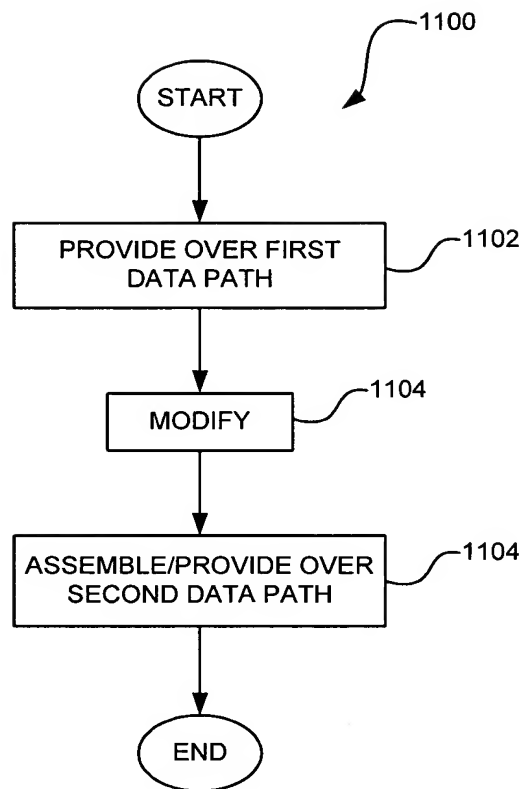 1100
START
PROVIDE OVER FIRST
DATA PATH
1102
MODIFY
1104
ASSEMBLE/PROVIDE OVER
SECOND DATA PATH
1104
END